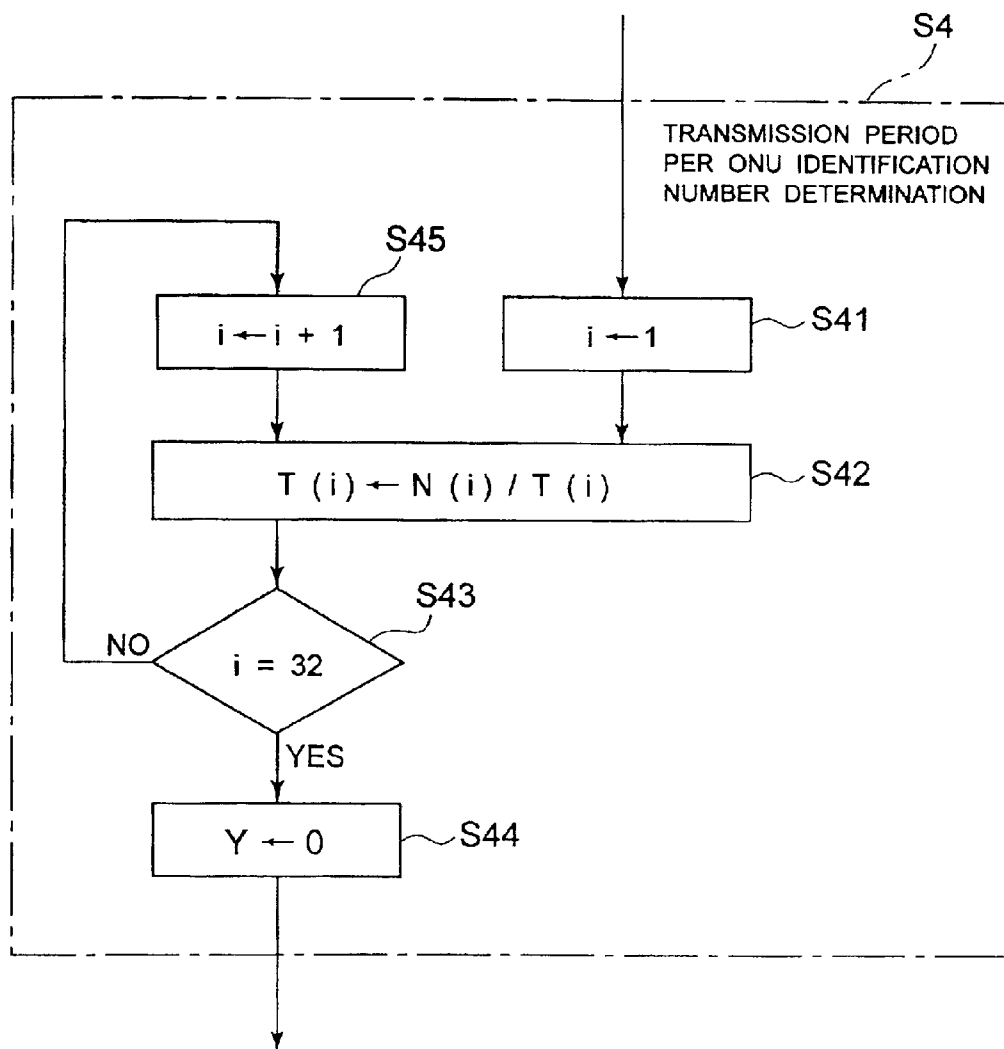 S4
TRANSMISSION PERIOD
PER ONU IDENTIFICATION
NUMBER DETERMINATION
S45
i ← i + 1
S41
i ← 1
S42
T (i) ← N (i) / T (i)
S43
NO
i = 32
YES
S44
Y ← 0